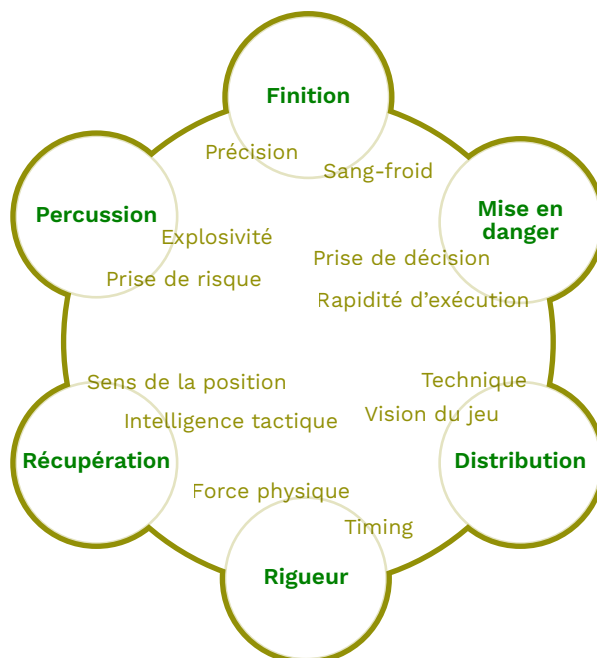 Finition
Précision
Sang-froid
Percussion
Explosivité
Prise de risque
Mise en
danger
Prise de décision
Rapidité d’exécution
Sens de la position
Intelligence tactique
Récupération
Technique
Vision du jeu
Distribution
Force physique
Timing
Rigueur